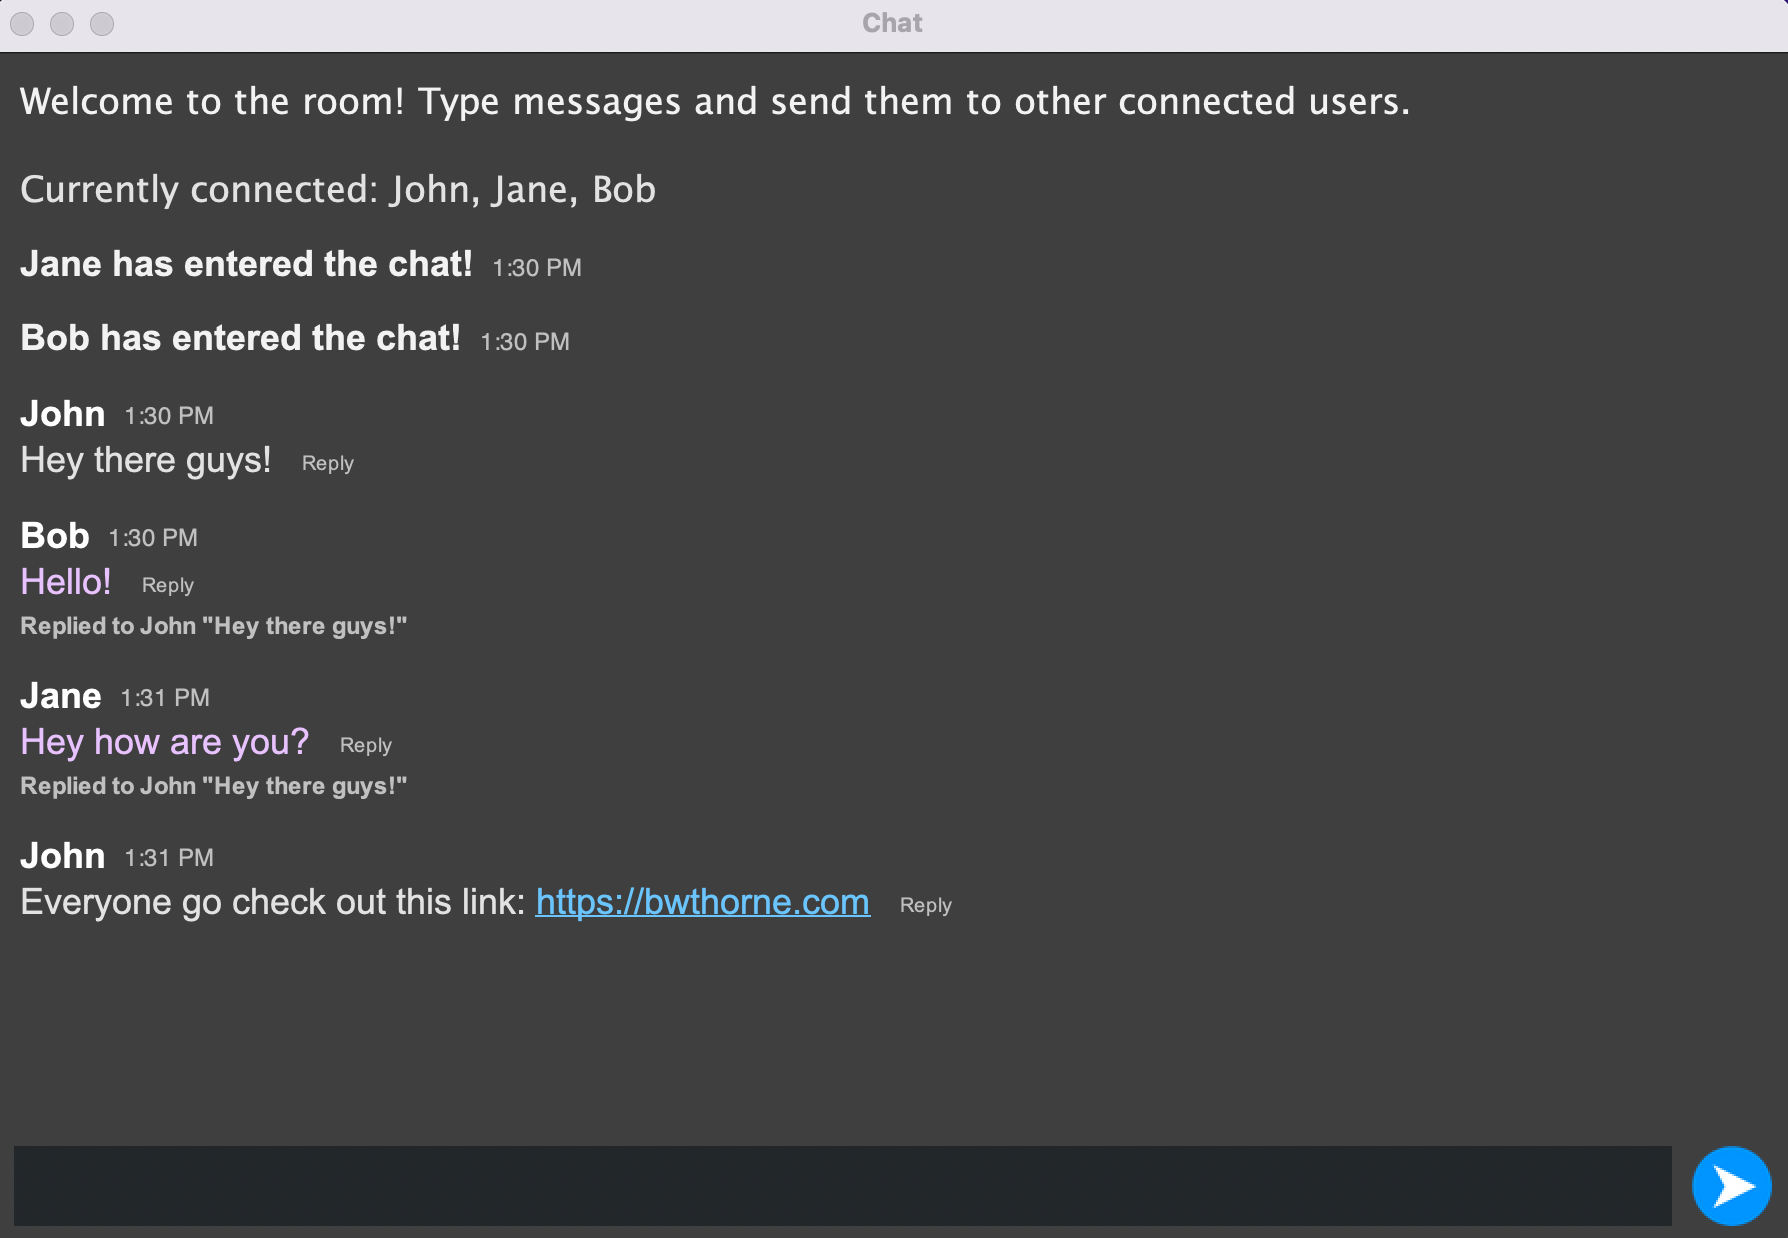 Chat
Welcome to the room! Type messages and send them to other connected users.
Currently connected: John, Jane, Bob
Jane has entered the chat! 1:30 PM
Bob has entered the chat! 1:30 PM
John 1:30 PM
Hey there guys! Reply
Bob 1:30 PM
Hello! Reply
Replied to John "Hey there guys!"
Jane 1:31 PM
Hey how are you? Reply
Replied to John "Hey there guys!"
John 1:31 PM
Everyone go check out this link: https://bwthorne.com Reply